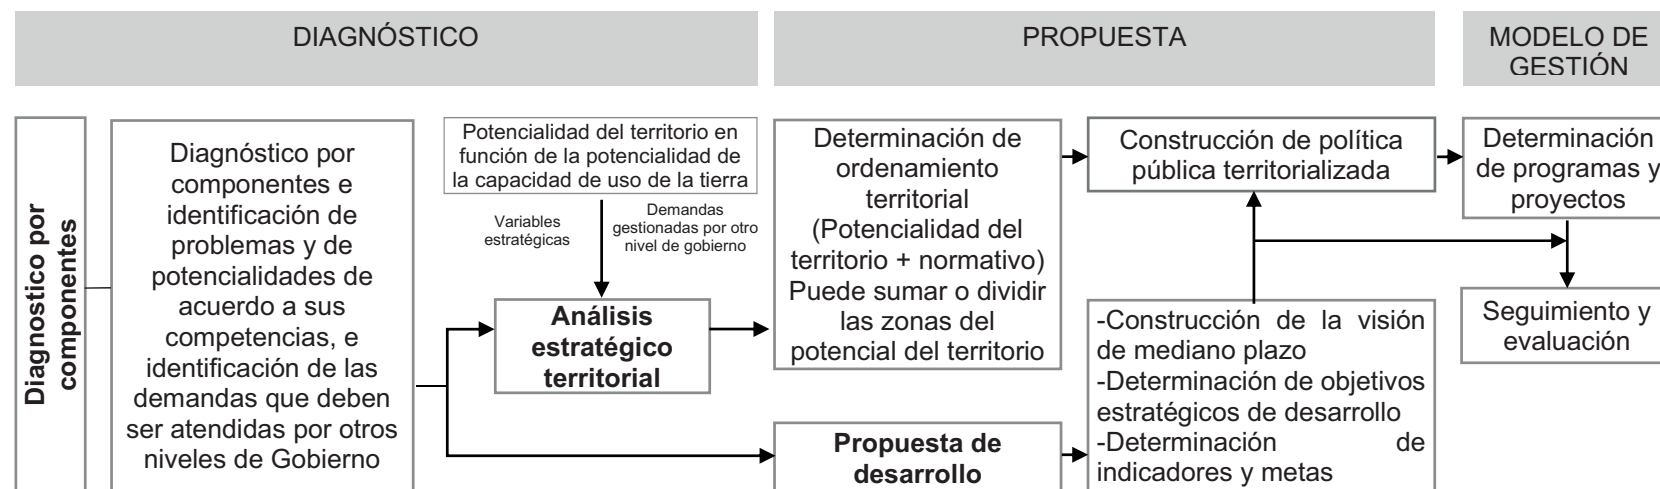 DIAGNÓSTICO
PROPUESTA
MODELO DE
GESTIÓN
Diagnostico por
componentes
Diagnóstico por
componentes e
identificación de
problemas y de
potencialidades de
acuerdo a sus
competencias, e
identificación de las
demandas que deben
ser atendidas por otros
niveles de Gobierno
Potencialidad del territorio en
función de la potencialidad de
la capacidad de uso de la tierra
Variables
estratégicas
Demandas
gestionadas por otro
nivel de gobierno
Análisis
estratégico
territorial
Determinación de
ordenamiento
territorial
(Potencialidad del
territorio + normativo)
Puede sumar o dividir
las zonas del
potencial del territorio
Propuesta de
desarrollo
Construcción de política
pública territorializada
-Construcción de la visión
de mediano plazo
-Determinación de objetivos
estratégicos de desarrollo
-Determinación de
indicadores y metas
Determinación
de programas y
proyectos
Seguimiento y
evaluación